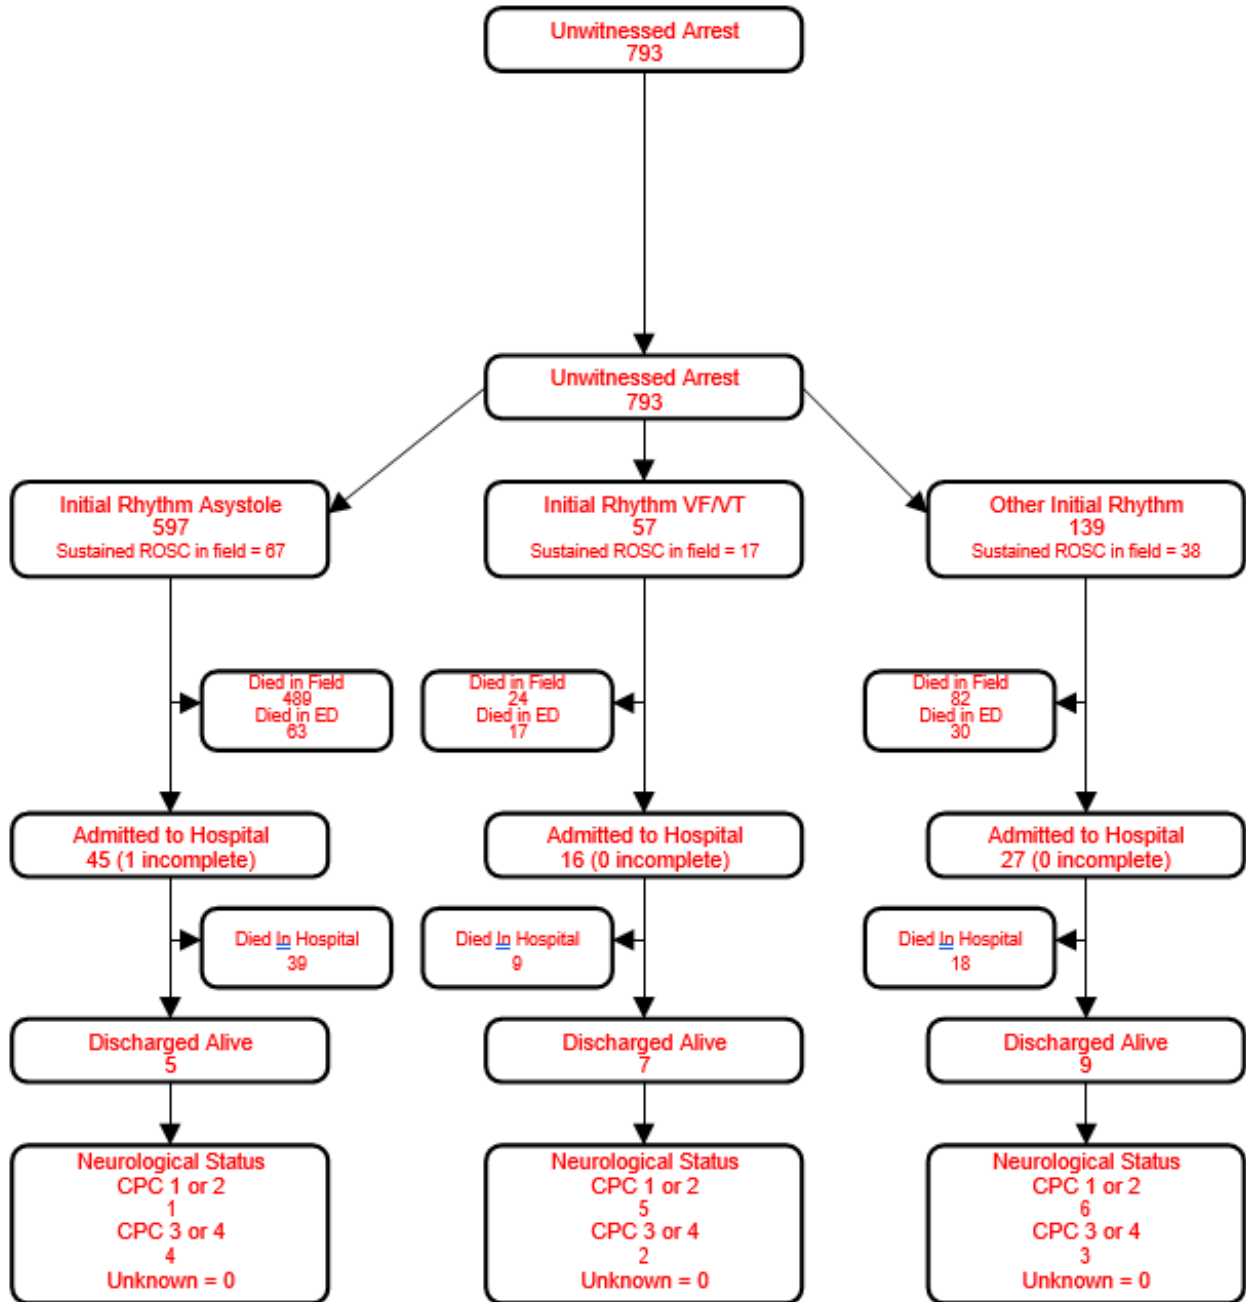 Unwitnessed Arrest
793
Unwitnessed Arrest
793
Initial Rhythm Asystole
597
Sustained ROSC in field = 67
Initial Rhythm VF/VT
57
Sustained ROSC in field = 17
Other Initial Rhythm
139
Sustained ROSC in field = 38
Died in Field
489
Died in ED
63
Died in Field
24
Died in ED
17
Died in Field
82
Died in ED
30
Admitted to Hospital
45 (1 incomplete)
Admitted to Hospital
16 (0 incomplete)
Admitted to Hospital
27 (0 incomplete)
Died In Hospital
39
Died In Hospital
9
Died In Hospital
18
Discharged Alive
5
Discharged Alive
7
Discharged Alive
9
Neurological Status
CPC 1 or 2
1
CPC 3 or 4
4
Unknown = 0
Neurological Status
CPC 1 or 2
5
CPC 3 or 4
2
Unknown = 0
Neurological Status
CPC 1 or 2
6
CPC 3 or 4
3
Unknown = 0